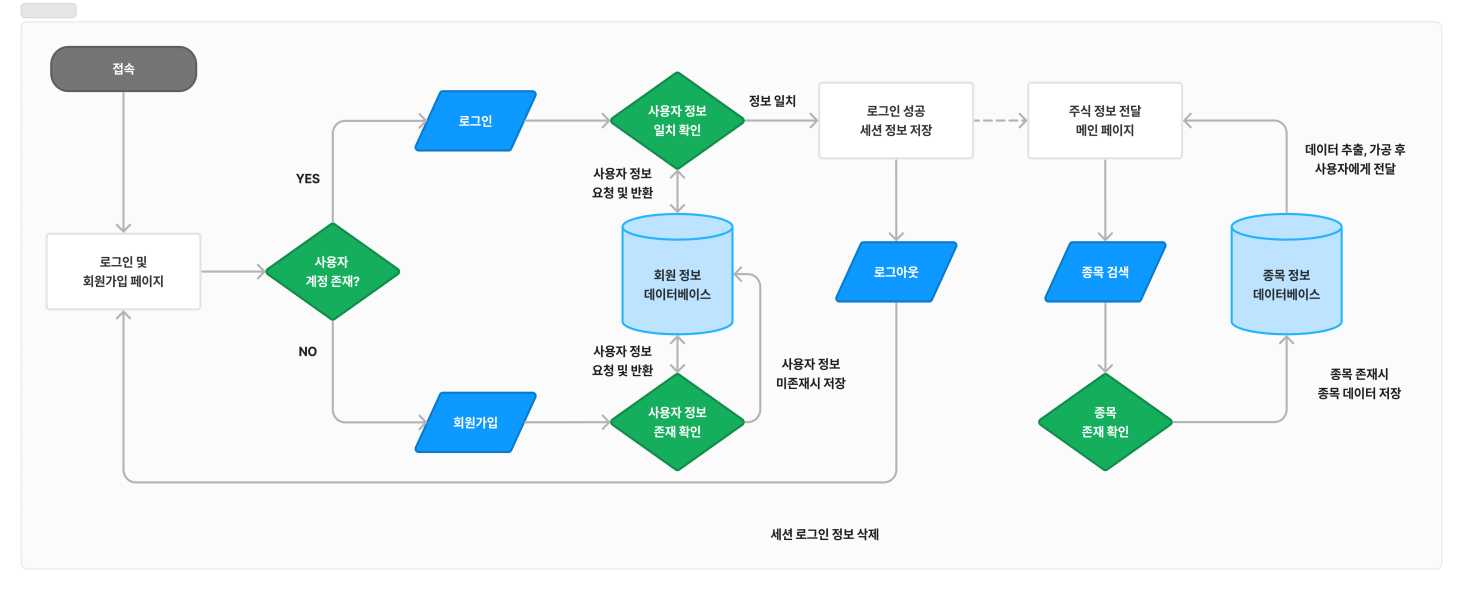 접속
로그인 및
회원가입 페이지
사용자
계정 존재?
YES
NO
로그인
회원가입
사용자 정보
일치 확인
사용자 정보
요청 및 반환
회원 정보
데이터베이스
사용자 정보
요청 및 반환
사용자 정보
존재 확인
정보 일치
사용자 정보
미존재시 저장
로그인 성공
세션 정보 저장
로그아웃
세션 로그인 정보 삭제
주식 정보 전달
메인 페이지
종목 검색
종목
존재 확인
데이터 추출, 가공 후
사용자에게 전달
종목 정보
데이터베이스
종목 존재시
종목 데이터 저장